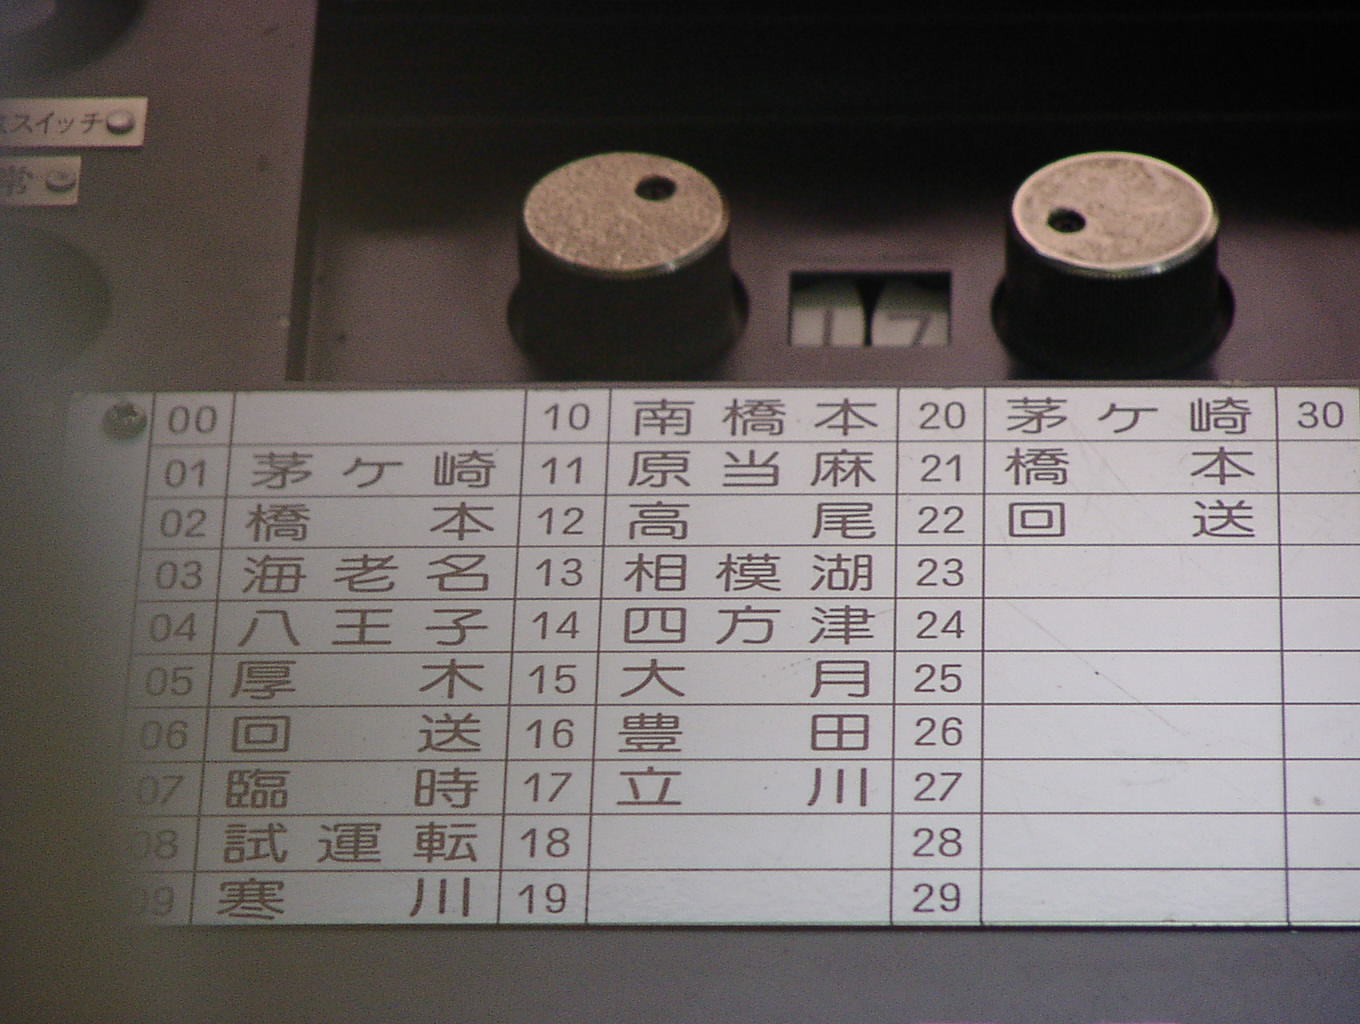 スイッチ
常
17
00 10 南橋本 20 茅ケ崎 30
01 茅ケ崎 11 原当麻 21 橋本
02 橋本 12 高尾 22 回送
03 海老名 13 相模湖 23
04 八王子 14 四方津 24
05 厚木 15 大月 25
06 回送 16 豊田 26
07 臨時 17 立川 27
08 試運転 18 28
09 寒川 19 29